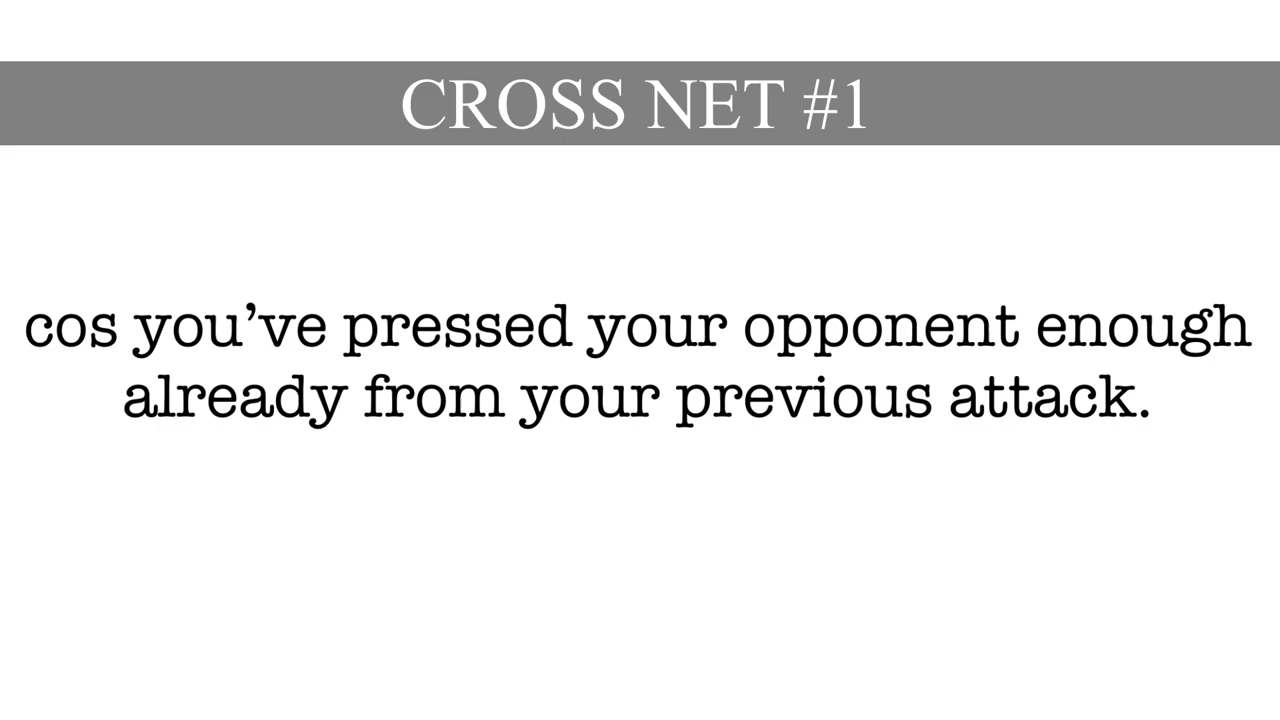 CROSS NET #1
cos you’ve pressed your opponent enough
already from your previous attack.